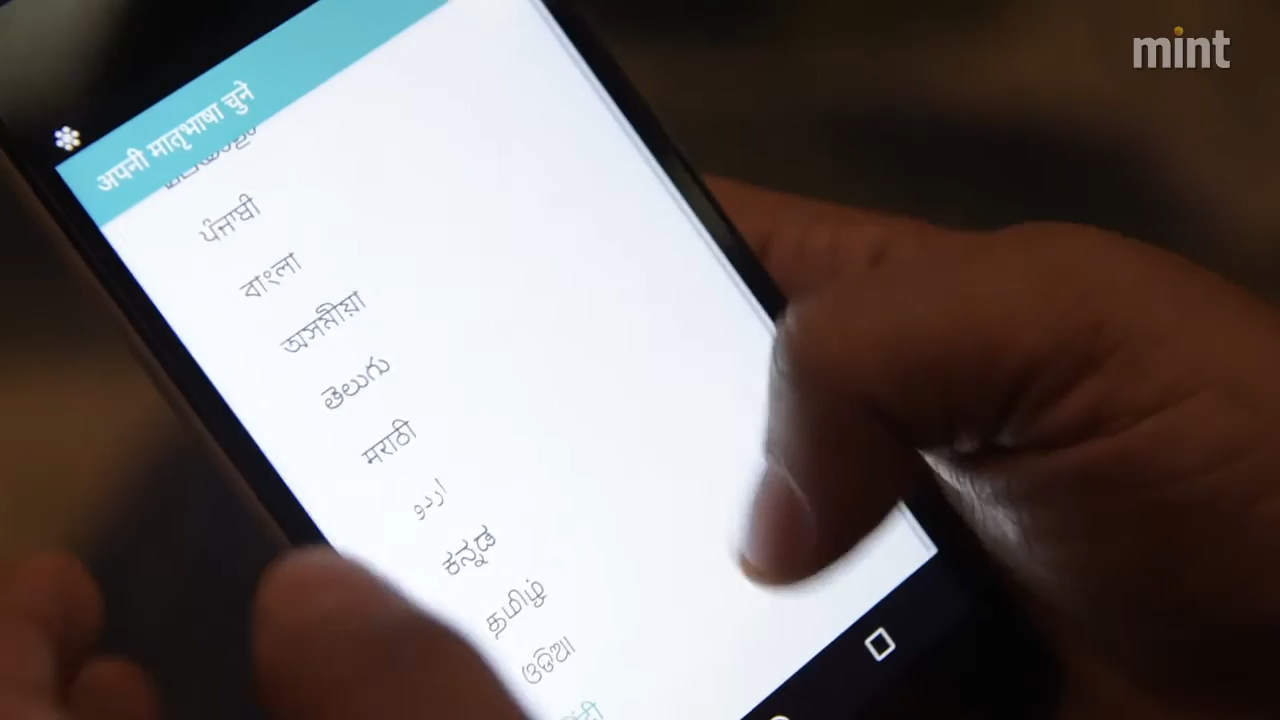 mint
अपनी मातृभाषा चुने
ਪੰਜਾਬੀ
বাংলা
অসমীয়া
తెలుగు
मराठी
اردو
ಕನ್ನಡ
தமிழ்
ଓଡିଆ